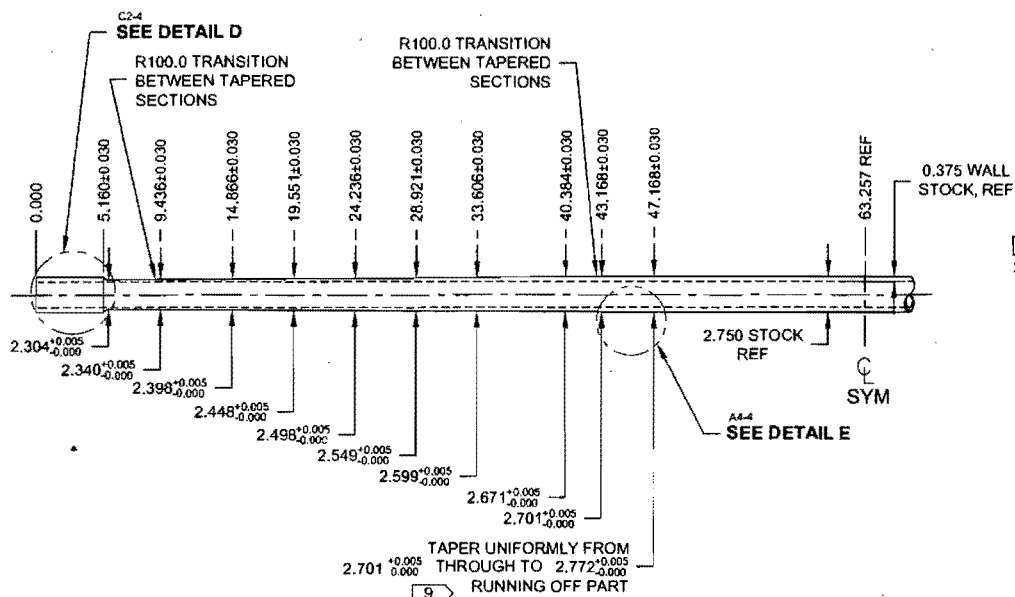 C2-4
SEE DETAIL D
R100.0 TRANSITION
BETWEEN TAPERED
SECTIONS
R100.0 TRANSITION
BETWEEN TAPERED
SECTIONS
0.000
5.160±0.030
9.436±0.030
14.866±0.030
19.551±0.030
24.236±0.030
28.921±0.030
33.606±0.030
40.384±0.030
43.168±0.030
47.168±0.030
63.257 REF
0.375 WALL
STOCK, REF
2.304 +0.005 -0.000
2.340 +0.005 -0.000
2.398 +0.005 -0.000
2.448 +0.005 -0.000
2.498 +0.005 -0.000
2.549 +0.005 -0.000
2.599 +0.005 -0.000
2.671 +0.005 -0.000
2.701 +0.005 -0.000
2.750 STOCK
REF
℄
SYM
A4-4
SEE DETAIL E
TAPER UNIFORMLY FROM
2.701 +0.005 0.000 THROUGH TO 2.772 +0.005 -0.000
9 RUNNING OFF PART